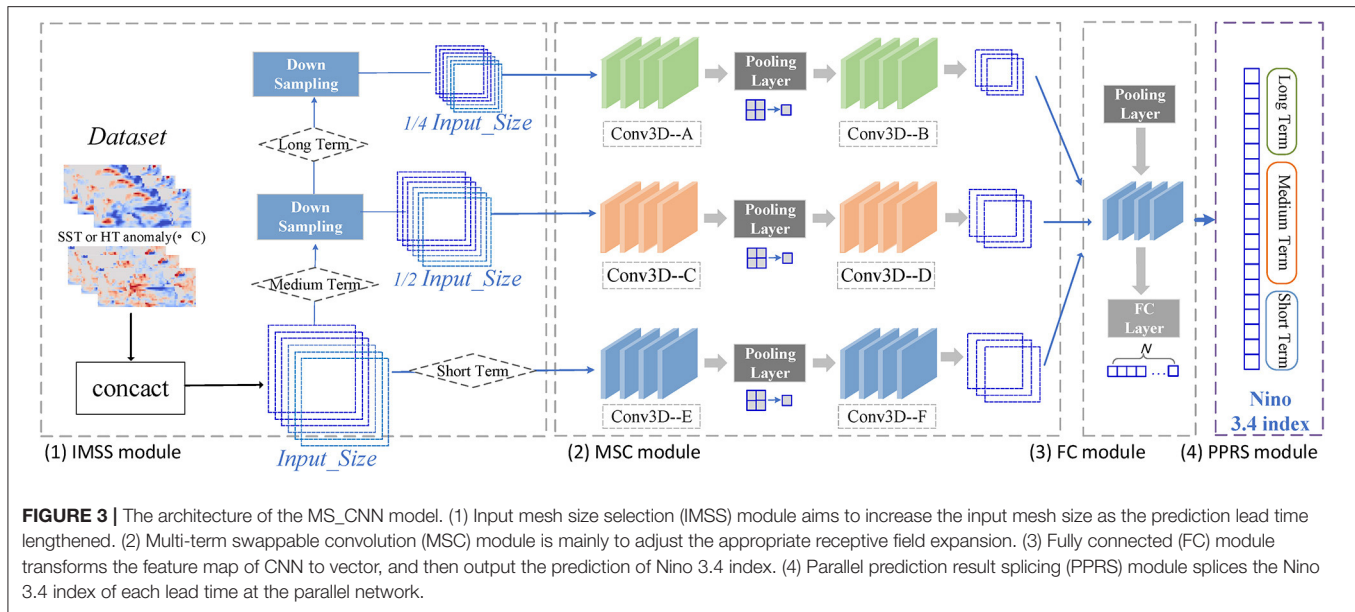 Dataset
SST or HT anomaly(° C)
concact
Down
Sampling
Long Term
1/4 Input_Size
Down
Sampling
Medium Term
1/2 Input_Size
Short Term
Input_Size
(1) IMSS module
Pooling
Layer
Conv3D--A
Conv3D--B
Pooling
Layer
Conv3D--C
Conv3D--D
Pooling
Layer
Conv3D--E
Conv3D--F
(2) MSC module
Pooling
Layer
FC
Layer
N
...
(3) FC module
Long Term
Medium Term
Short Term
Nino
3.4 index
(4) PPRS module
FIGURE 3 | The architecture of the MS_CNN model. (1) Input mesh size selection (IMSS) module aims to increase the input mesh size as the prediction lead time
lengthened. (2) Multi-term swappable convolution (MSC) module is mainly to adjust the appropriate receptive field expansion. (3) Fully connected (FC) module
transforms the feature map of CNN to vector, and then output the prediction of Nino 3.4 index. (4) Parallel prediction result splicing (PPRS) module splices the Nino
3.4 index of each lead time at the parallel network.